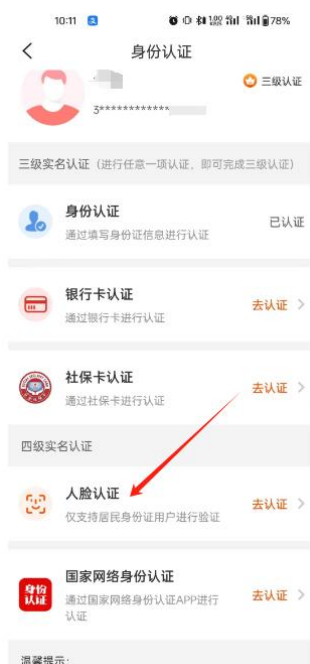 10:11
78%
身份认证
三级认证
3************
三级实名认证（进行任意一项认证，即可完成三级认证）
身份认证
已认证
通过填写身份证信息进行认证
银行卡认证
去认证
通过银行卡进行认证
社保卡认证
去认证
通过社保卡进行认证
四级实名认证
人脸认证
去认证
仅支持居民身份证用户进行验证
身份
认证
国家网络身份认证
去认证
通过国家网络身份认证APP进行
认证
温馨提示：